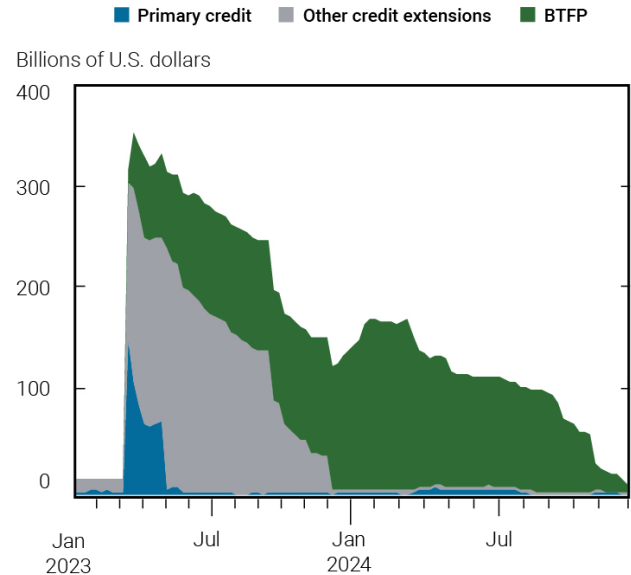 Primary credit Other credit extensions BTFP
Billions of U.S. dollars
400
300
200
100
0
Jan Jul Jan Jul
2023 2024